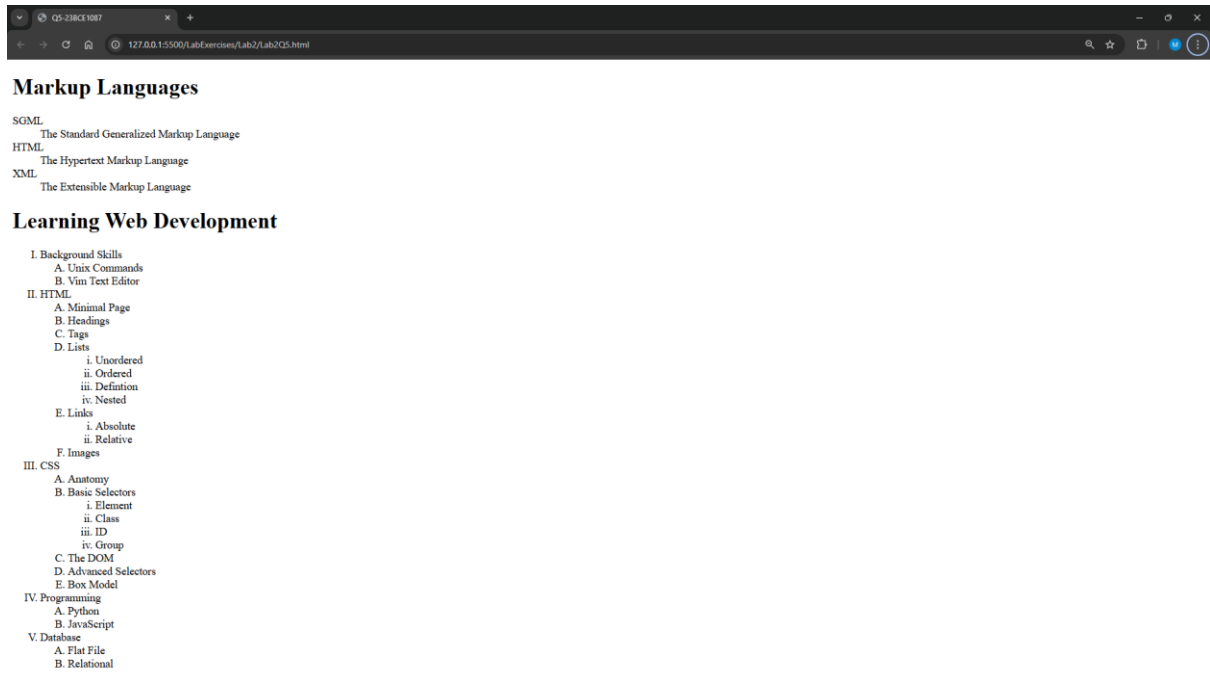 Q5-23BCE1087
127.0.0.1:5500/LabExercises/Lab2/Lab2Q5.html
M
Markup Languages
SGML
The Standard Generalized Markup Language
HTML
The Hypertext Markup Language
XML
The Extensible Markup Language
Learning Web Development
I. Background Skills
A. Unix Commands
B. Vim Text Editor
II. HTML
A. Minimal Page
B. Headings
C. Tags
D. Lists
i. Unordered
ii. Ordered
iii. Defintion
iv. Nested
E. Links
i. Absolute
ii. Relative
F. Images
III. CSS
A. Anatomy
B. Basic Selectors
i. Element
ii. Class
iii. ID
iv. Group
C. The DOM
D. Advanced Selectors
E. Box Model
IV. Programming
A. Python
B. JavaScript
V. Database
A. Flat File
B. Relational